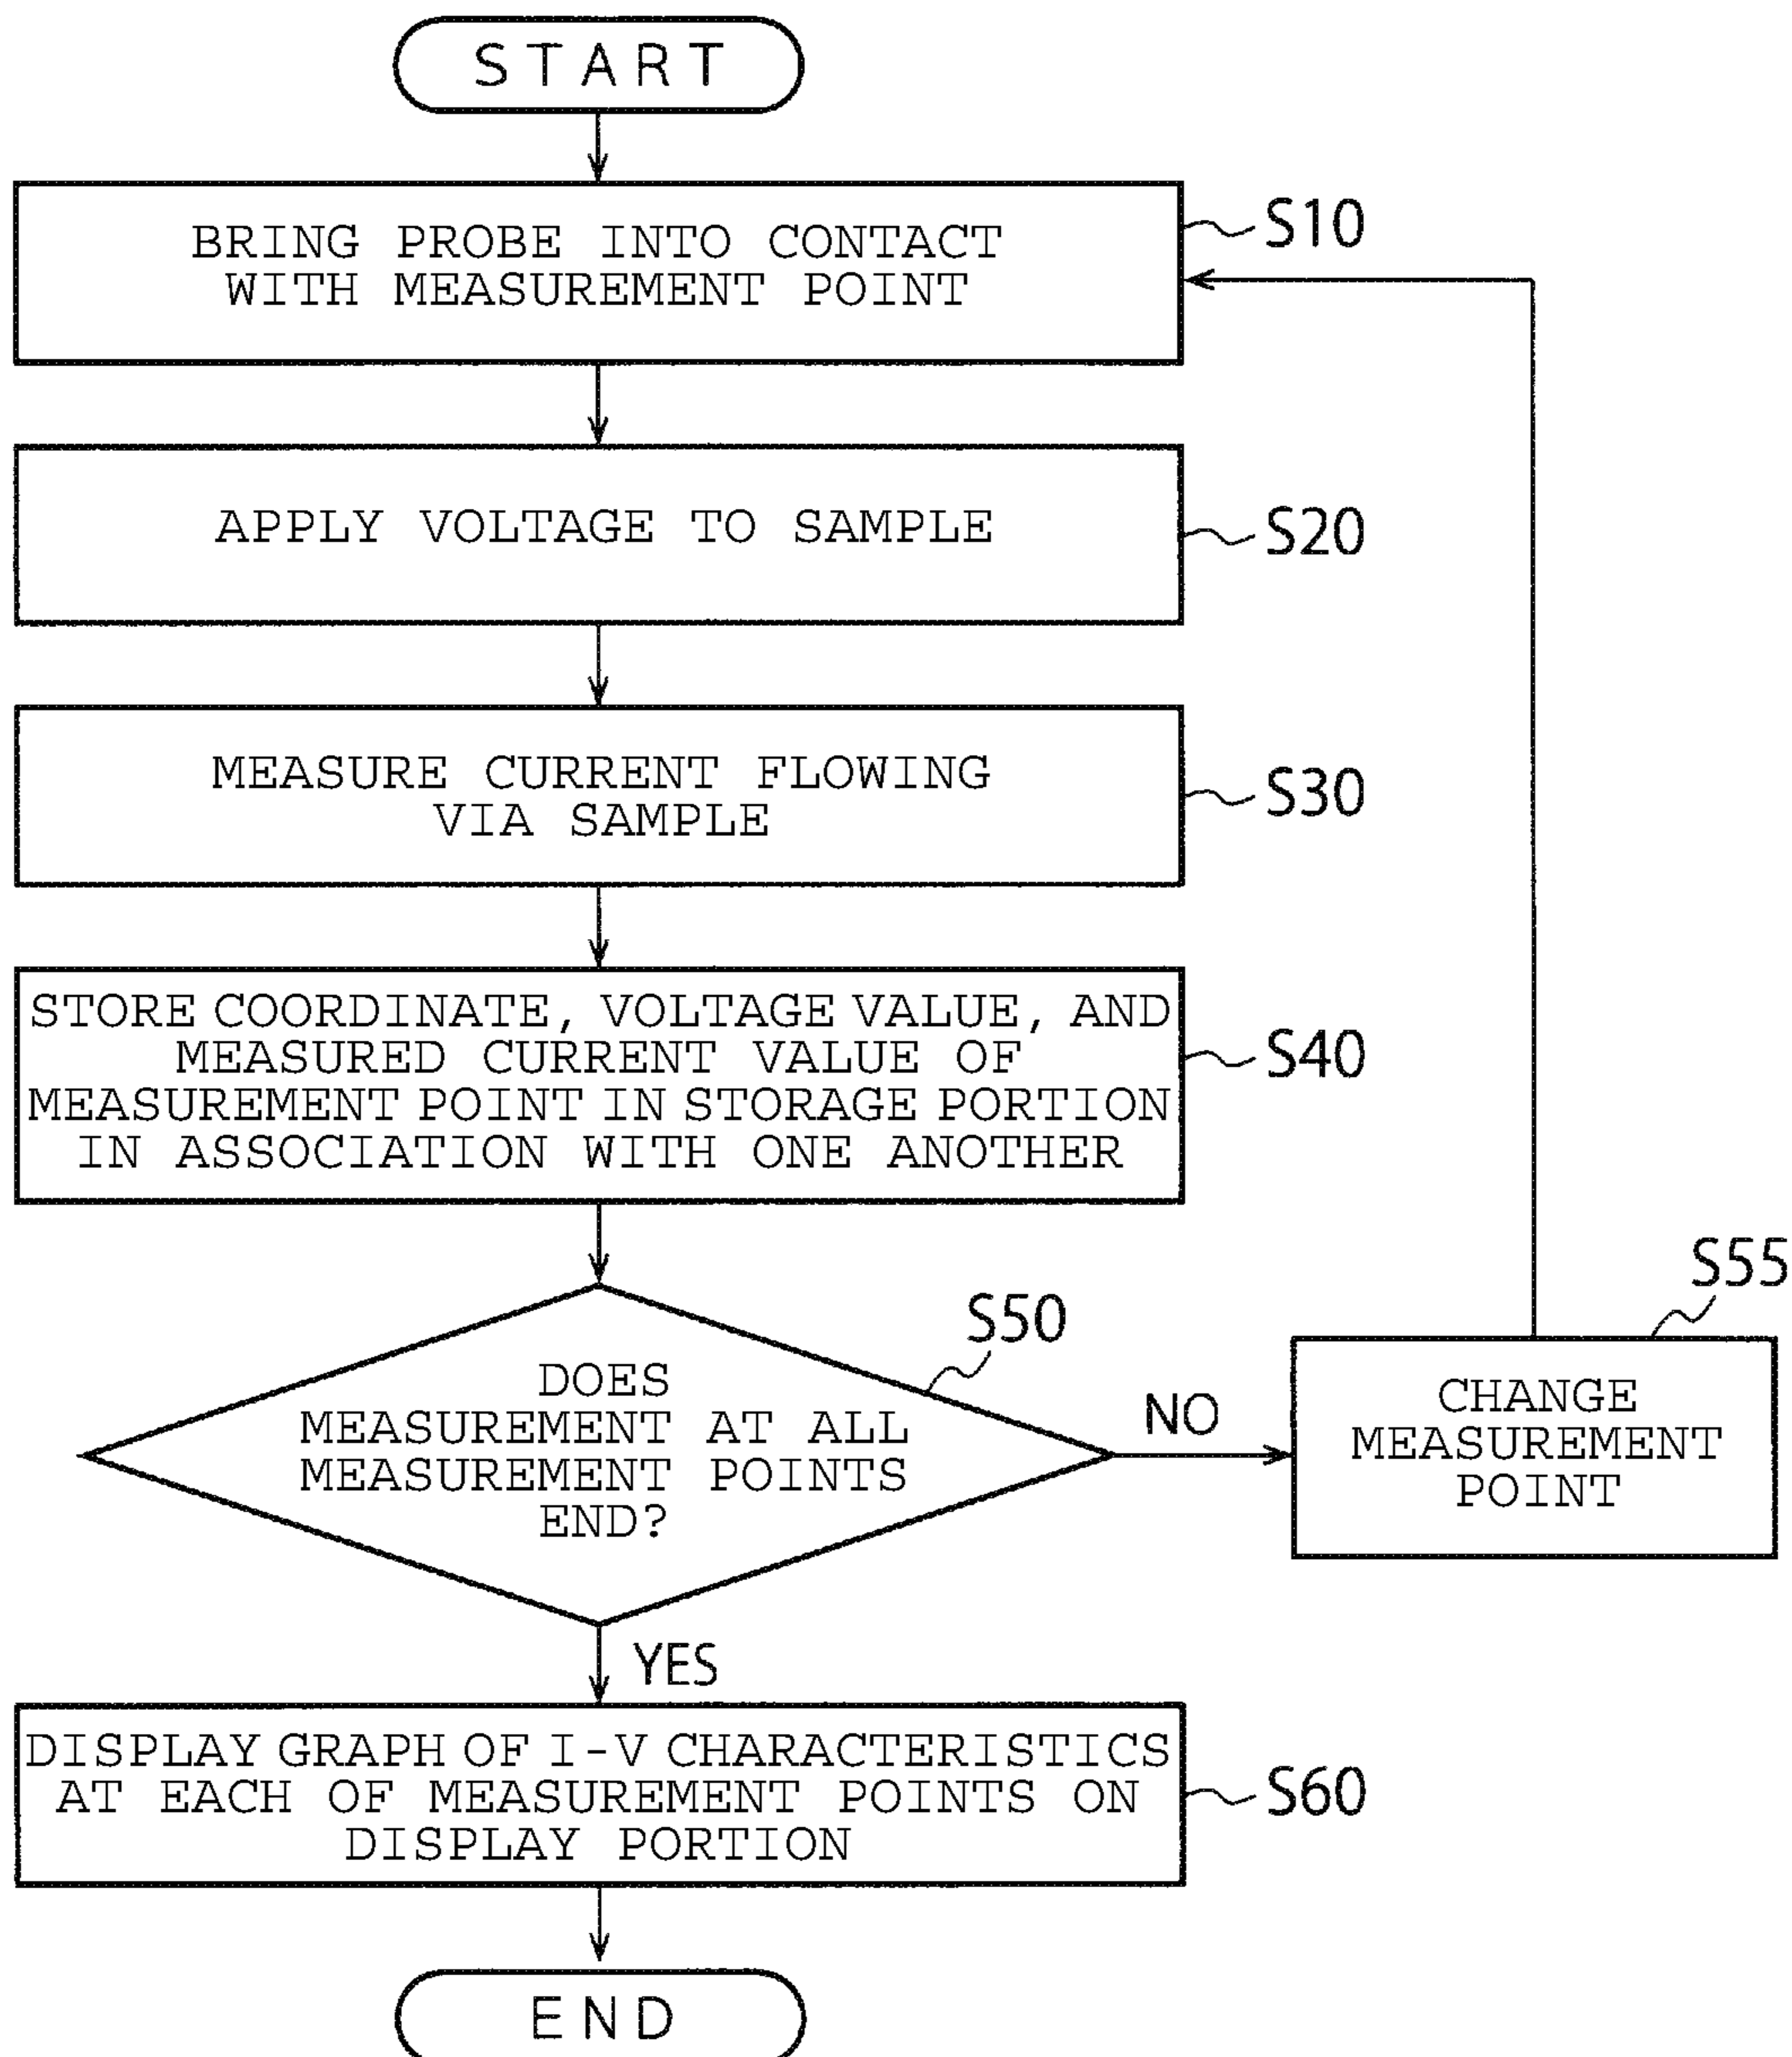 START
BRING PROBE INTO CONTACT
WITH MEASUREMENT POINT
S10
APPLY VOLTAGE TO SAMPLE
S20
MEASURE CURRENT FLOWING
VIA SAMPLE
S30
STORE COORDINATE, VOLTAGE VALUE, AND
MEASURED CURRENT VALUE OF
MEASUREMENT POINT IN STORAGE PORTION
IN ASSOCIATION WITH ONE ANOTHER
S40
DOES
MEASUREMENT AT ALL
MEASUREMENT POINTS
END?
S50
NO
S55
CHANGE
MEASUREMENT
POINT
YES
DISPLAY GRAPH OF I-V CHARACTERISTICS
AT EACH OF MEASUREMENT POINTS ON
DISPLAY PORTION
S60
END